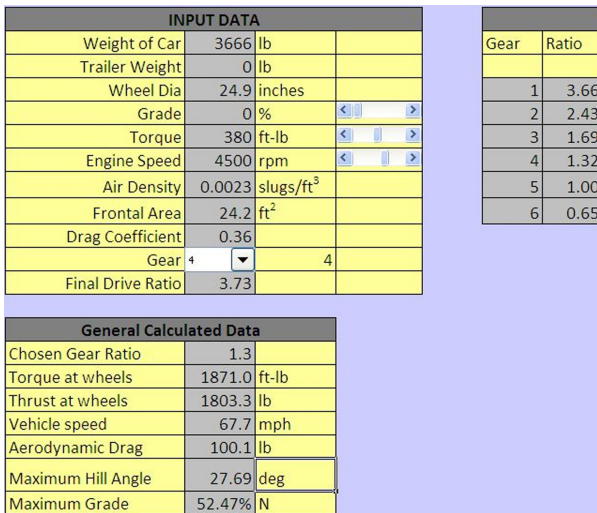 INPUT DATA
Weight of Car 3666 lb
Trailer Weight 0 lb
Wheel Dia 24.9 inches
Grade 0 %
Torque 380 ft-lb
Engine Speed 4500 rpm
Air Density 0.0023 slugs/ft³
Frontal Area 24.2 ft²
Drag Coefficient 0.36
Gear 4 4
Final Drive Ratio 3.73
Gear Ratio
1 3.66
2 2.43
3 1.69
4 1.32
5 1.00
6 0.65
General Calculated Data
Chosen Gear Ratio 1.3
Torque at wheels 1871.0 ft-lb
Thrust at wheels 1803.3 lb
Vehicle speed 67.7 mph
Aerodynamic Drag 100.1 lb
Maximum Hill Angle 27.69 deg
Maximum Grade 52.47% N